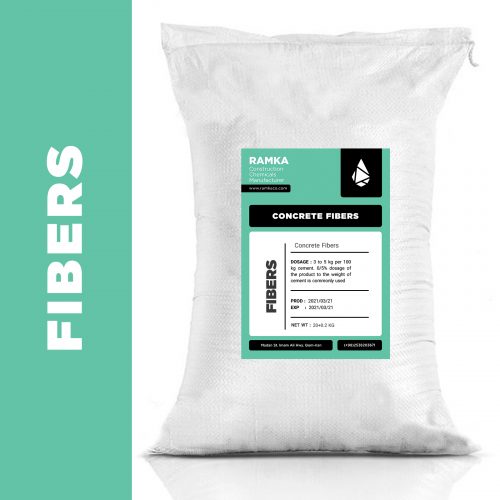 FIBERS
RAMKA
Construction
Chemicals
Manufacturer
www.ramkaco.com
CONCRETE FIBERS
FIBERS
Concrete Fibers
DOSAGE : 3 to 5 kg per 100
kg cement. 0/5% dosage of
the product to the weight of
cement is commonly used
PROD : 2021/03/21
EXP : 2021/03/21
NET WT : 20±0.2 KG